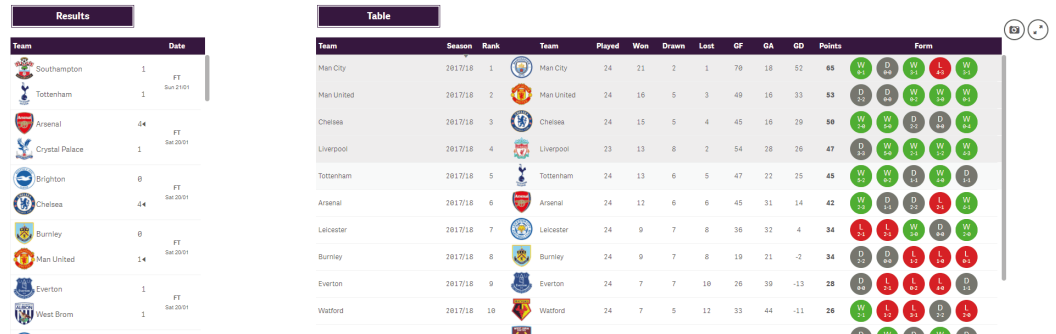 Results
Team Date
Southampton 1
FT
Sun 21/01
Tottenham 1
Arsenal 4
FT
Sat 20/01
Crystal Palace 1
Brighton 0
FT
Sat 20/01
Chelsea 4
Burnley 0
FT
Sat 20/01
Man United 1
Everton 1
FT
Sat 20/01
West Brom 1
Table
Team Season Rank Team Played Won Drawn Lost GF GA GD Points Form
Man City 2017/18 1 Man City 24 21 2 1 70 18 52 65 W D W L W
Man United 2017/18 2 Man United 24 16 5 3 49 16 33 53 D D W W W
Chelsea 2017/18 3 Chelsea 24 15 5 4 45 16 29 50 W W D D W
Liverpool 2017/18 4 Liverpool 23 13 8 2 54 28 26 47 D W W W W
Tottenham 2017/18 5 Tottenham 24 13 6 5 47 22 25 45 W W D W D
Arsenal 2017/18 6 Arsenal 24 12 6 6 45 31 14 42 W D D L W
Leicester 2017/18 7 Leicester 24 9 7 8 36 32 4 34 L L W D W
Burnley 2017/18 8 Burnley 24 9 7 8 19 21 -2 34 D D L L L
Everton 2017/18 9 Everton 24 7 7 10 26 39 -13 28 D L L L D
Watford 2017/18 10 Watford 24 7 5 12 33 44 -11 26 W L L D L